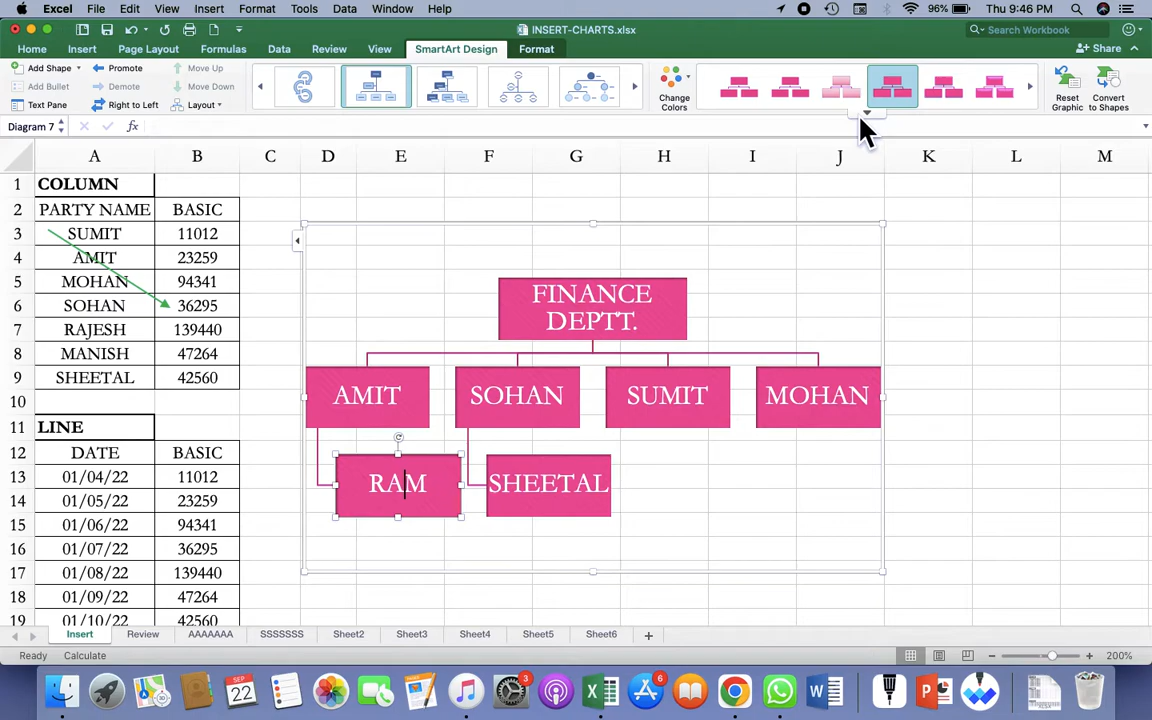 Excel File Edit View Insert Format Tools Data Window Help 96% Thu 9:46 PM
INSERT-CHARTS.xlsx Search Workbook
Home Insert Page Layout Formulas Data Review View SmartArt Design Format Share
Add Shape Promote Move Up
Add Bullet Demote Move Down
Text Pane Right to Left Layout
Change Colors
Reset Graphic
Convert to Shapes
Diagram 7 fx
A B C D E F G H I J K L M
1 COLUMN
2 PARTY NAME BASIC
3 SUMIT 11012
4 AMIT 23259
5 MOHAN 94341
6 SOHAN 36295
7 RAJESH 139440
8 MANISH 47264
9 SHEETAL 42560
10
11 LINE
12 DATE BASIC
13 01/04/22 11012
14 01/05/22 23259
15 01/06/22 94341
16 01/07/22 36295
17 01/08/22 139440
18 01/09/22 47264
19 01/10/22 42560
FINANCE
DEPTT.
AMIT SOHAN SUMIT MOHAN
RAM SHEETAL
Insert Review AAAAAAA SSSSSSS Sheet2 Sheet3 Sheet4 Sheet5 Sheet6
Ready Calculate 200%
SEP
22
3
6